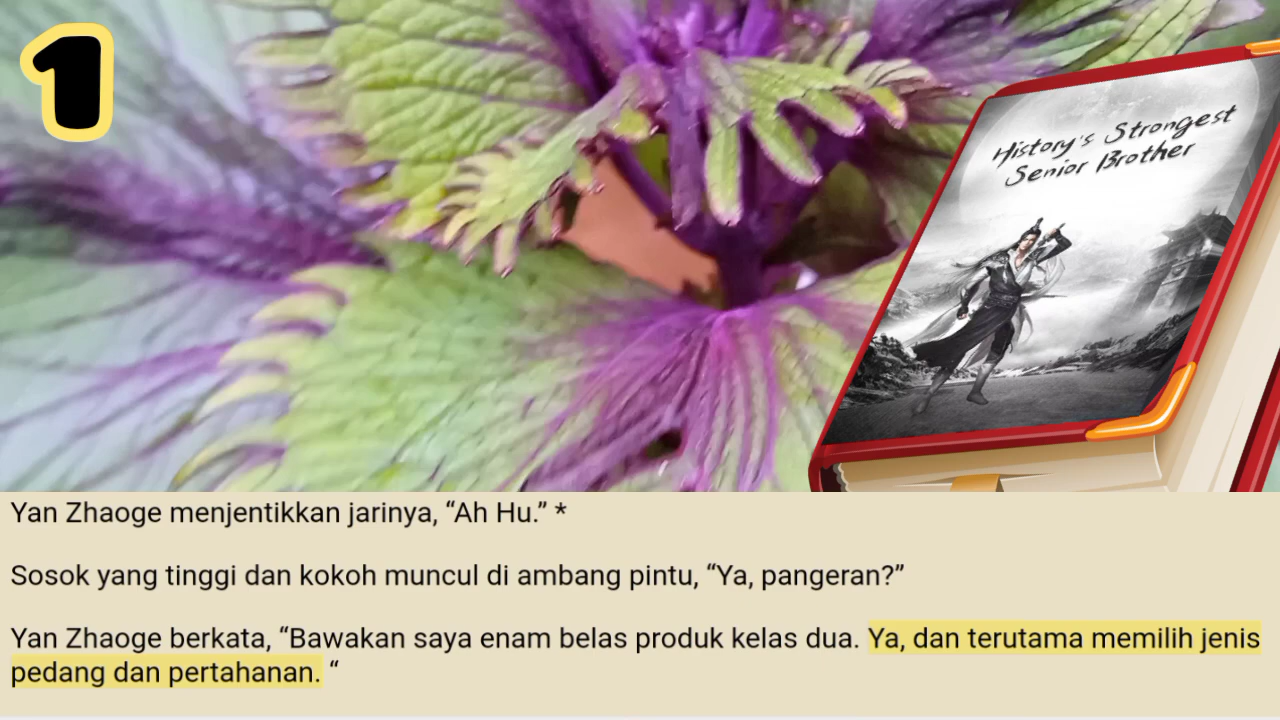 1
History's Strongest
Senior Brother
Yan Zhaoge menjentikkan jarinya, “Ah Hu.” *
Sosok yang tinggi dan kokoh muncul di ambang pintu, “Ya, pangeran?”
Yan Zhaoge berkata, “Bawakan saya enam belas produk kelas dua. Ya, dan terutama memilih jenis
pedang dan pertahanan. “